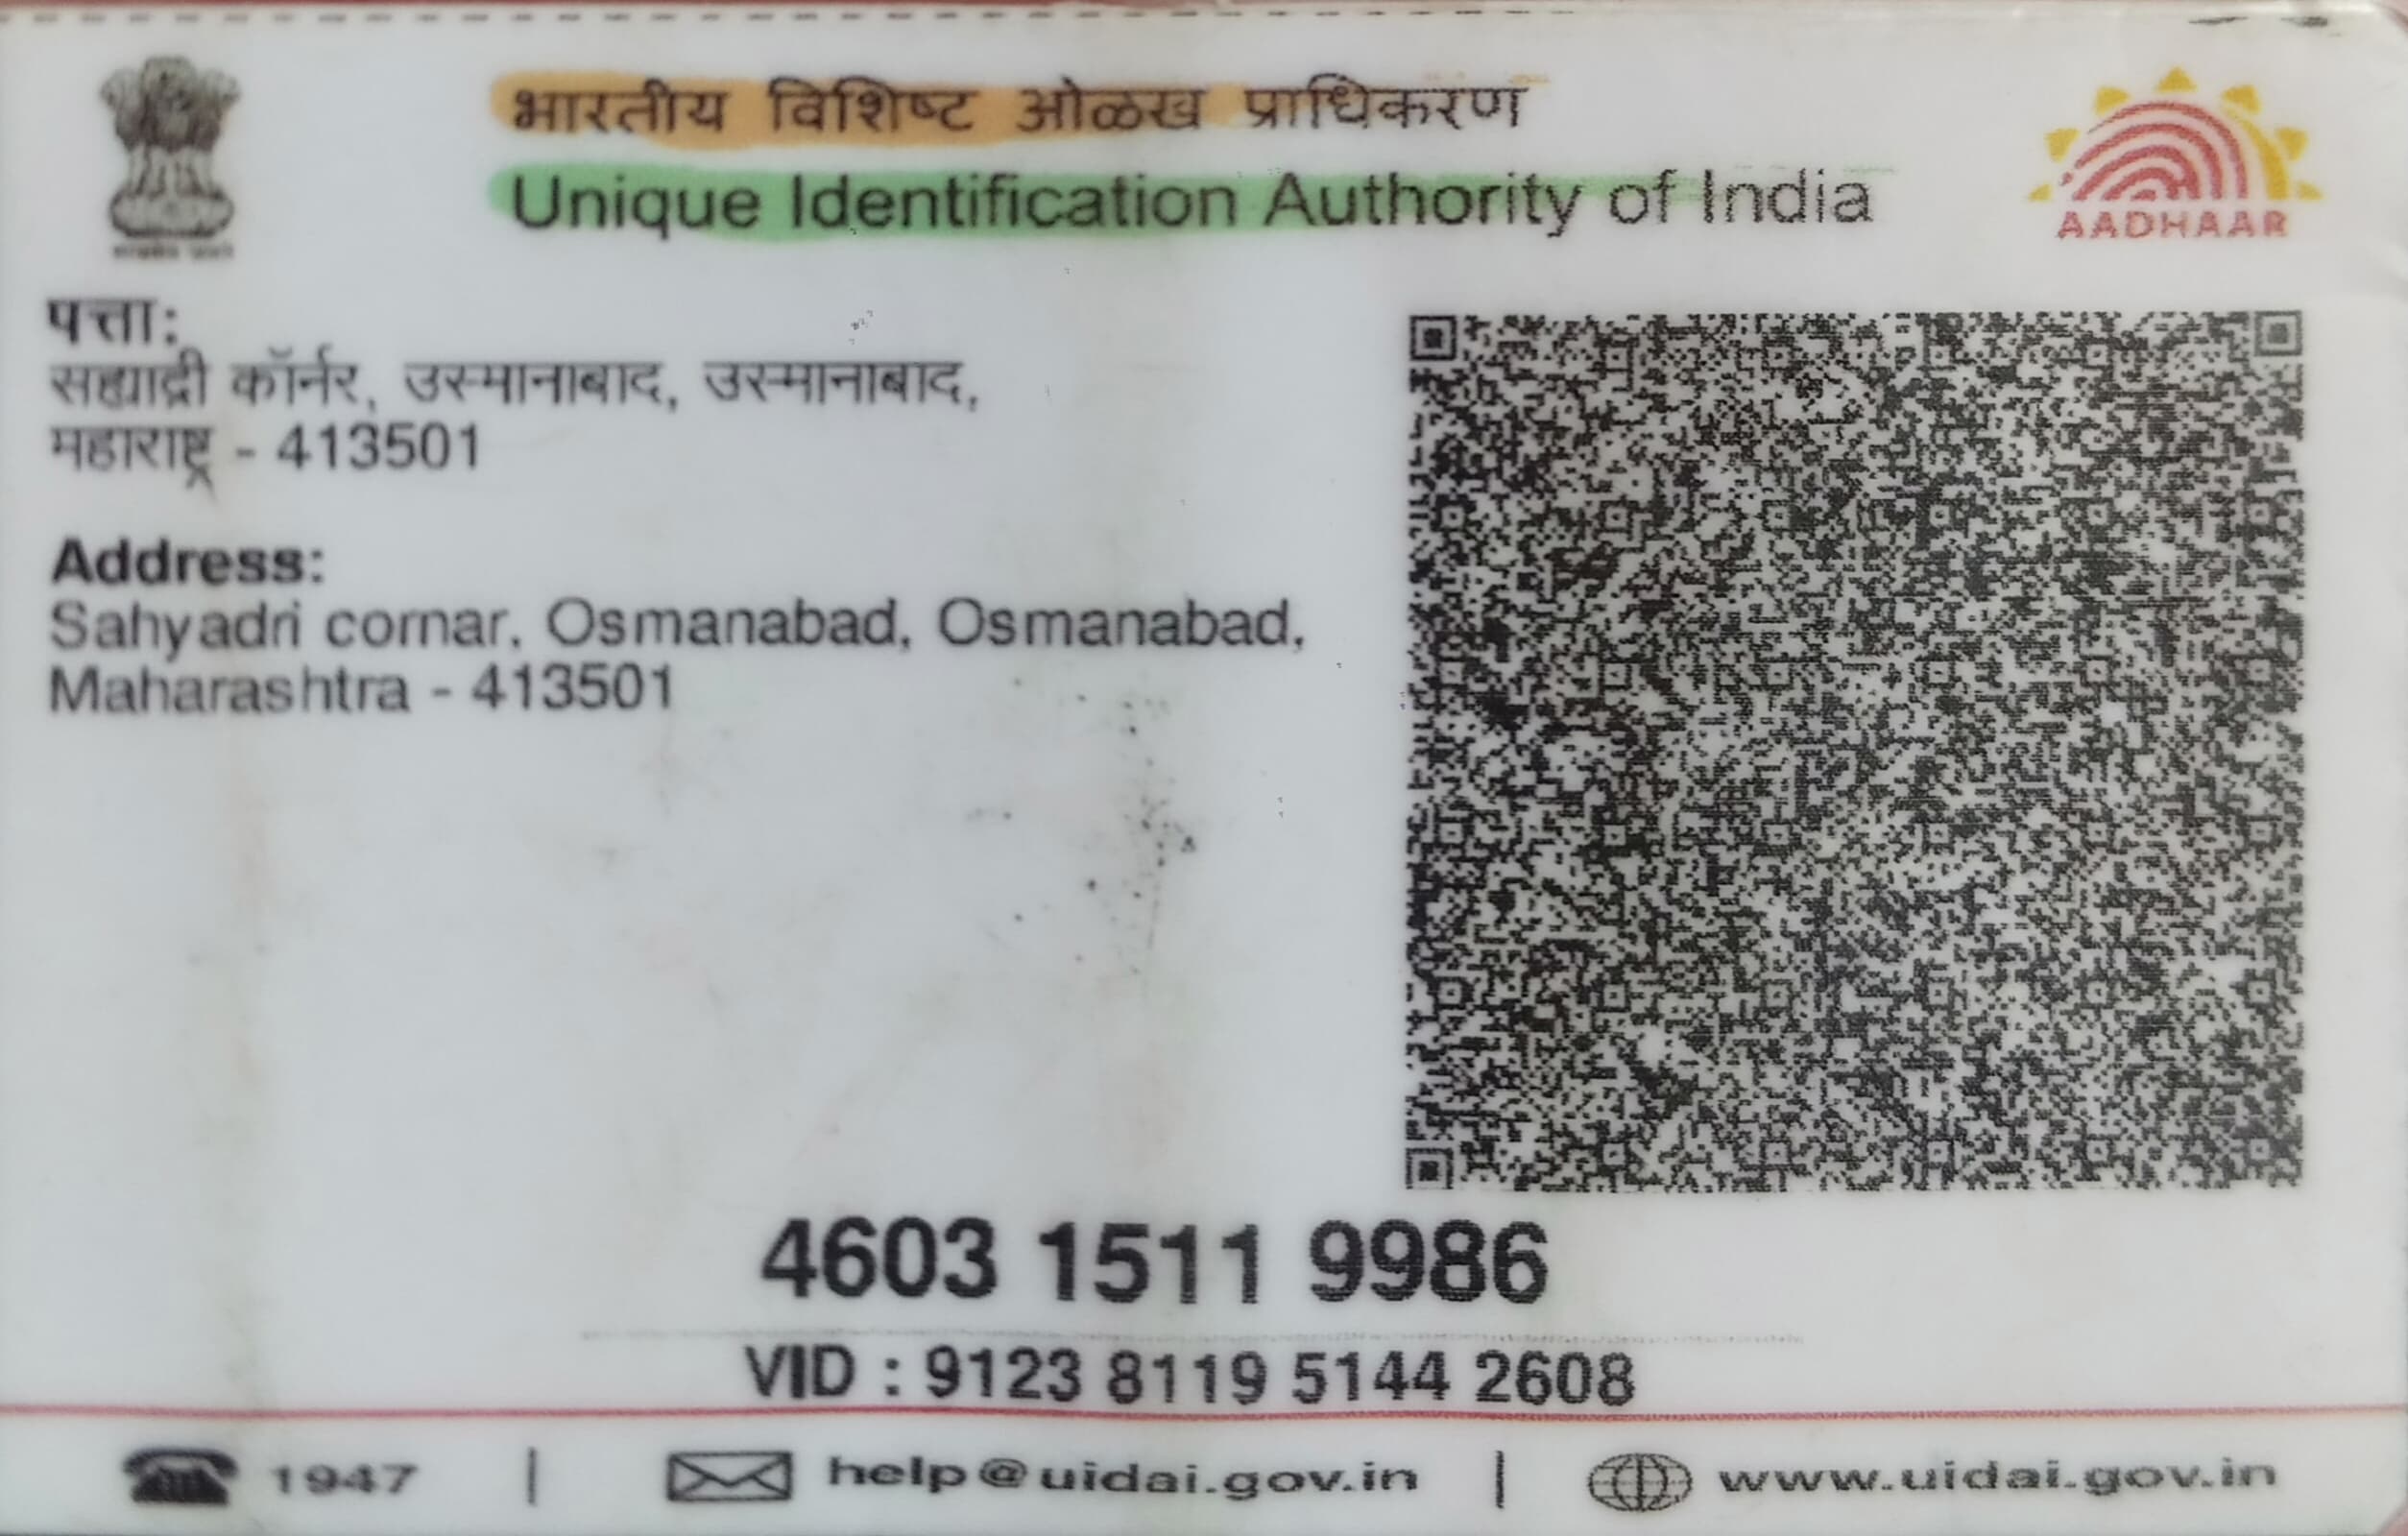 भारतीय विशिष्ट ओळख प्राधिकरण
Unique Identification Authority of India
AADHAAR
पत्ता:
सह्याद्री कॉर्नर, उस्मानाबाद, उस्मानाबाद,
महाराष्ट्र - 413501
Address:
Sahyadri cornar, Osmanabad, Osmanabad,
Maharashtra - 413501
4603 1511 9986
VID : 9123 8119 5144 2608
1947 | help@uidai.gov.in | www.uidai.gov.in